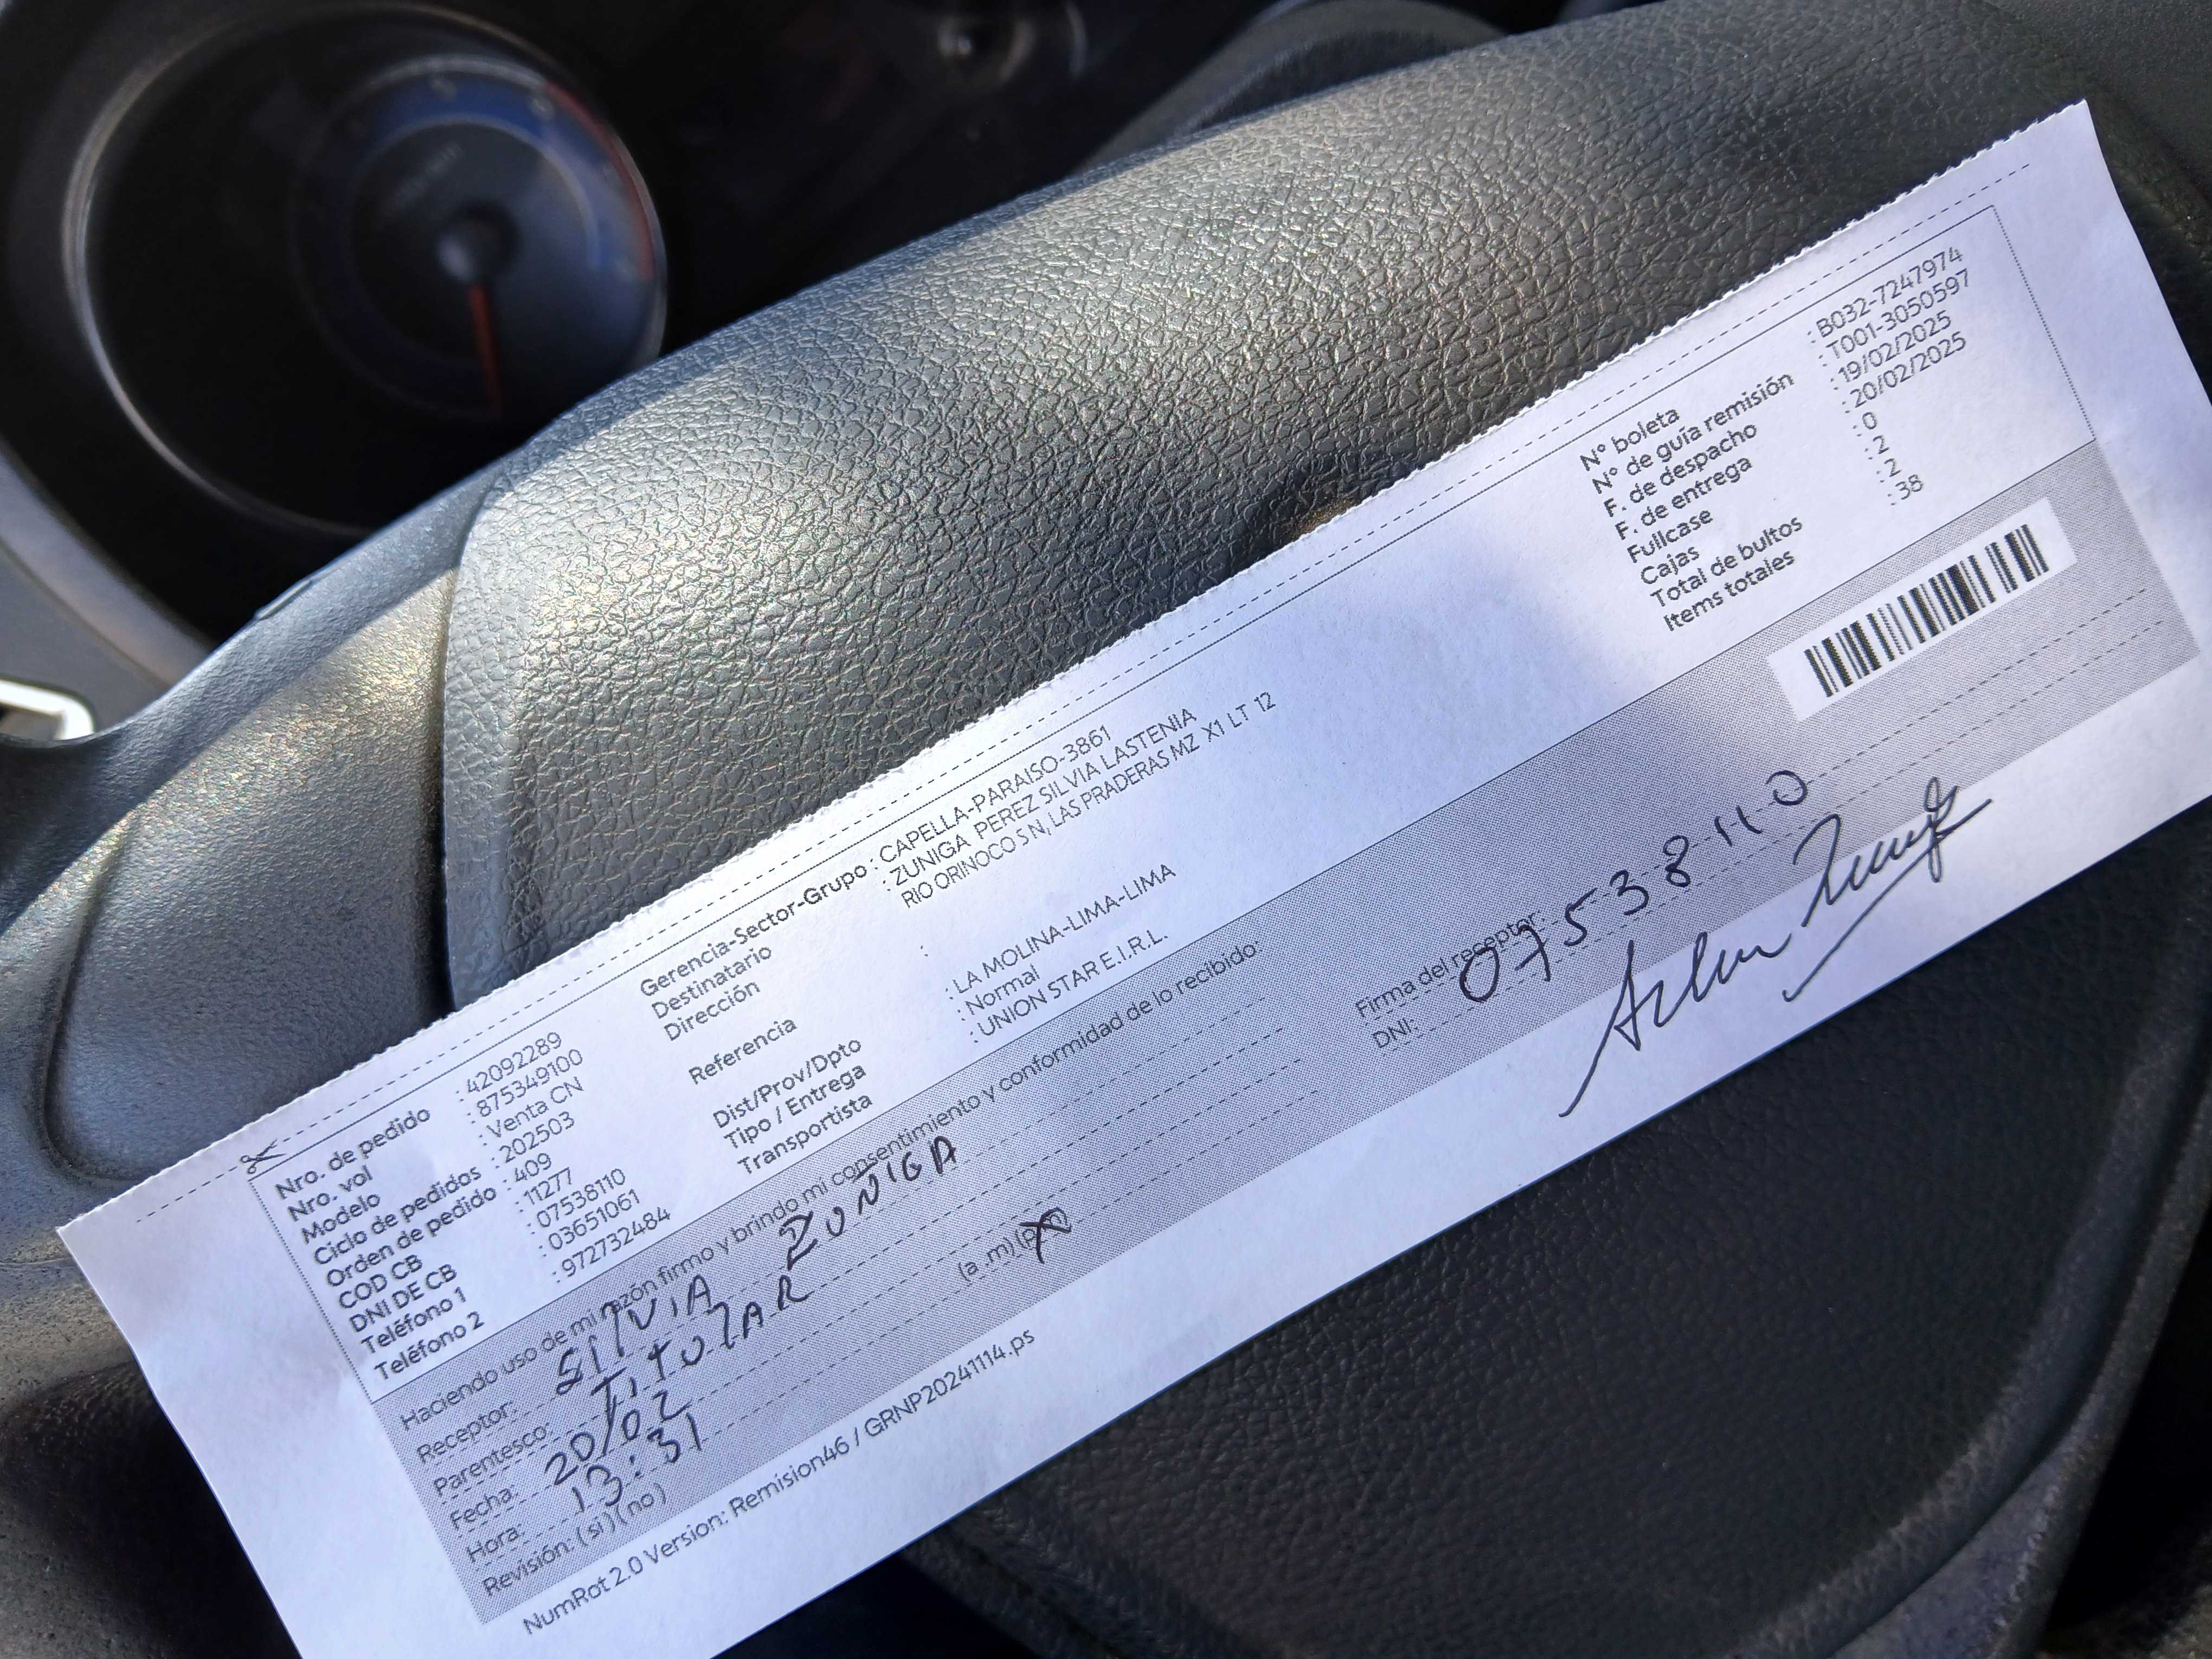 Nro. de pedido : 42092289
Nro. vol : 875349100
Modelo : Venta CN
Ciclo de pedidos : 202503
Orden de pedido : 409
COD CB : 11277
DNI DE CB : 07538110
Teléfono 1 : 03651061
Teléfono 2 : 972732484
Gerencia-Sector-Grupo : CAPELLA-PARAISO-3861
Destinatario : ZUNIGA PEREZ SILVIA LASTENIA
Dirección RIO ORINOCO S N, LAS PRADERAS MZ X1 LT 12
Referencia :
Dist/Prov/Dpto : LA MOLINA-LIMA-LIMA
Tipo / Entrega : Normal
Transportista : UNION STAR E.I.R.L.
N° boleta : B032-7247974
N° de guía remisión : T001-3050597
F. de despacho : 19/02/2025
F. de entrega : 20/02/2025
Fullcase : 0
Cajas : 2
Total de bultos : 2
Items totales : 38
Haciendo uso de mi razón firmo y brindo mi consentimiento y conformidad de lo recibido:
Receptor: SILVIA ZUÑIGA
Parentesco: TITULAR
Fecha: 20/02
Hora: 13:31 (a .m) (p
Revisión: ( si ) ( no )
Firma del receptor:
DNI: 07538110
NumRot 2.0 Version: Remision46 / GRNP20241114.ps